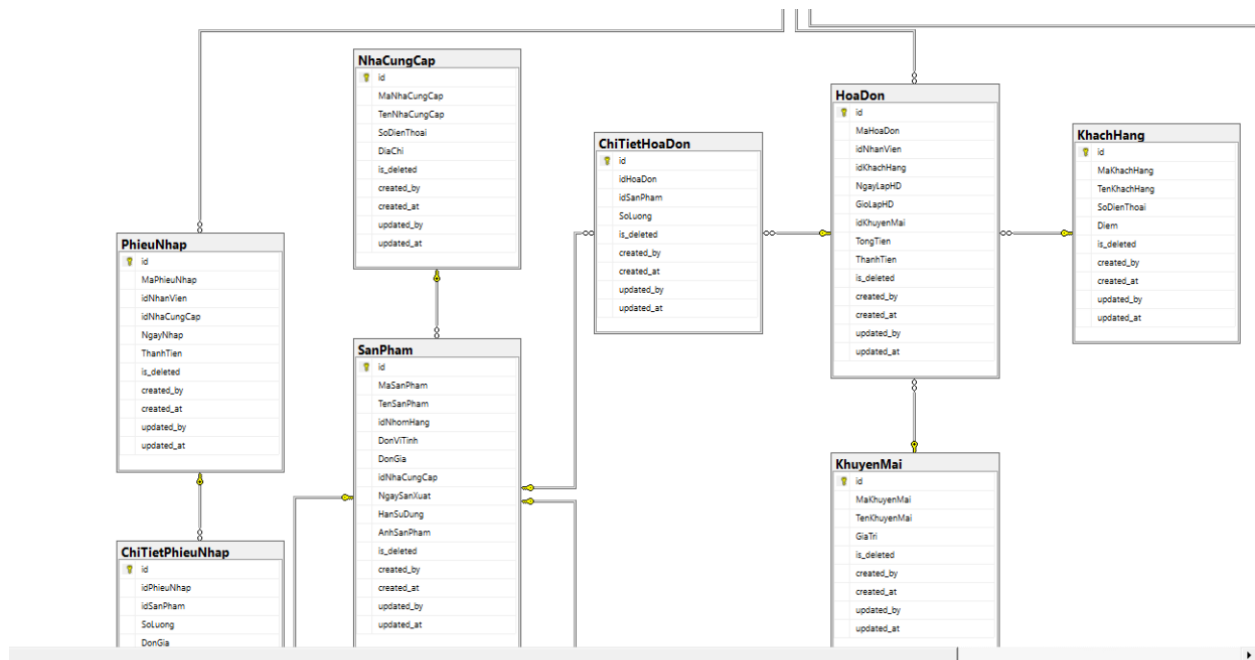 NhaCungCap
id
MaNhaCungCap
TenNhaCungCap
SoDienThoai
DiaChi
is_deleted
created_by
created_at
updated_by
updated_at
HoaDon
id
MaHoaDon
idNhanVien
idKhachHang
NgayLapHD
GioLapHD
idKhuyenMai
TongTien
ThanhTien
is_deleted
created_by
created_at
updated_by
updated_at
KhachHang
id
MaKhachHang
TenKhachHang
SoDienThoai
Diem
is_deleted
created_by
created_at
updated_by
updated_at
ChiTietHoaDon
id
idHoaDon
idSanPham
SoLuong
is_deleted
created_by
created_at
updated_by
updated_at
PhieuNhap
id
MaPhieuNhap
idNhanVien
idNhaCungCap
NgayNhap
ThanhTien
is_deleted
created_by
created_at
updated_by
updated_at
SanPham
id
MaSanPham
TenSanPham
idNhomHang
DonViTinh
DonGia
idNhaCungCap
NgaySanXuat
HanSuDung
AnhSanPham
is_deleted
created_by
created_at
updated_by
updated_at
KhuyenMai
id
MaKhuyenMai
TenKhuyenMai
GiaTri
is_deleted
created_by
created_at
updated_by
updated_at
ChiTietPhieuNhap
id
idPhieuNhap
idSanPham
SoLuong
DonGia